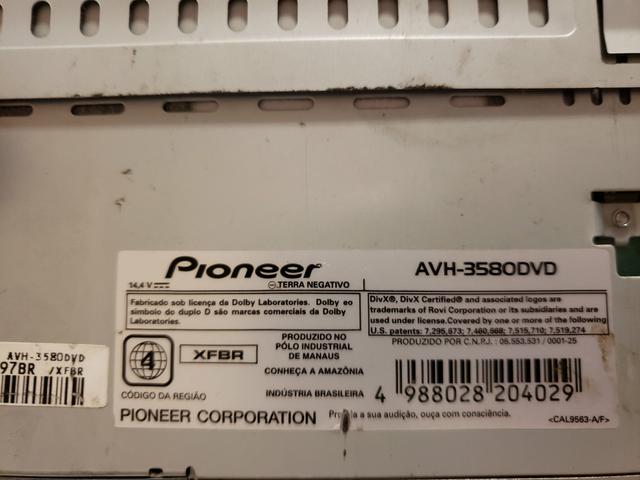 Pioneer
AVH-3580DVD
14,4 V
TERRA NEGATIVO
Fabricado sob licença da Dolby Laboratories. Dolby eo
simbolo do duplo D são marcas comerciais da Dolby
Laboratories.
DivX®, DivX Certified® and associated logos are
trademarks of Rovi Corporation or its subsidiaries and are
used under license.Covered by one or more of the following
U.S. patents: 7,295,673; 7,460,668; 7,515,710; 7,519,274
4
XFBR
CÓDIGO DA REGIÃO
PRODUZIDO NO
PÓLO INDUSTRIAL
DE MANAUS
CONHEÇA A AMAZÔNIA
INDÚSTRIA BRASILEIRA
PRODUZIDO POR C.N.P.J. : 05.553.531 / 0001-25
4 988028 204029
PIONEER CORPORATION
a sua audição, ouça com consciência.
<CAL9563-A/F>
AVH-3580DVD
97BR /XFBR